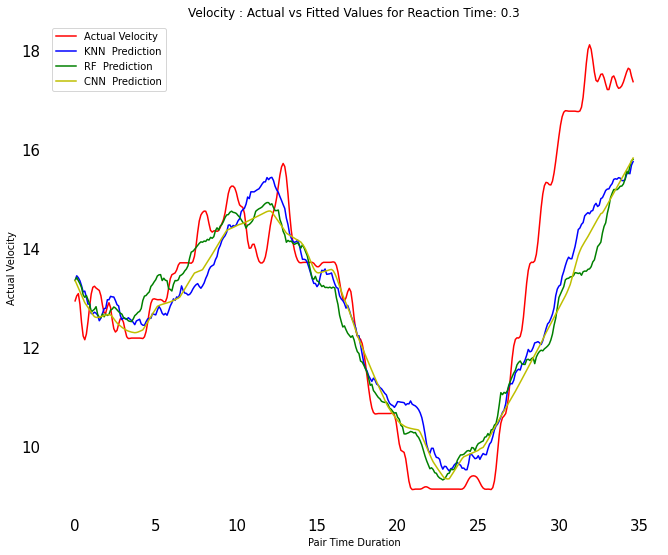 Velocity : Actual vs Fitted Values for Reaction Time: 0.3
Actual Velocity
KNN  Prediction
RF  Prediction
CNN  Prediction
18
16
14
12
10
Actual Velocity
0 5 10 15 20 25 30 35
Pair Time Duration